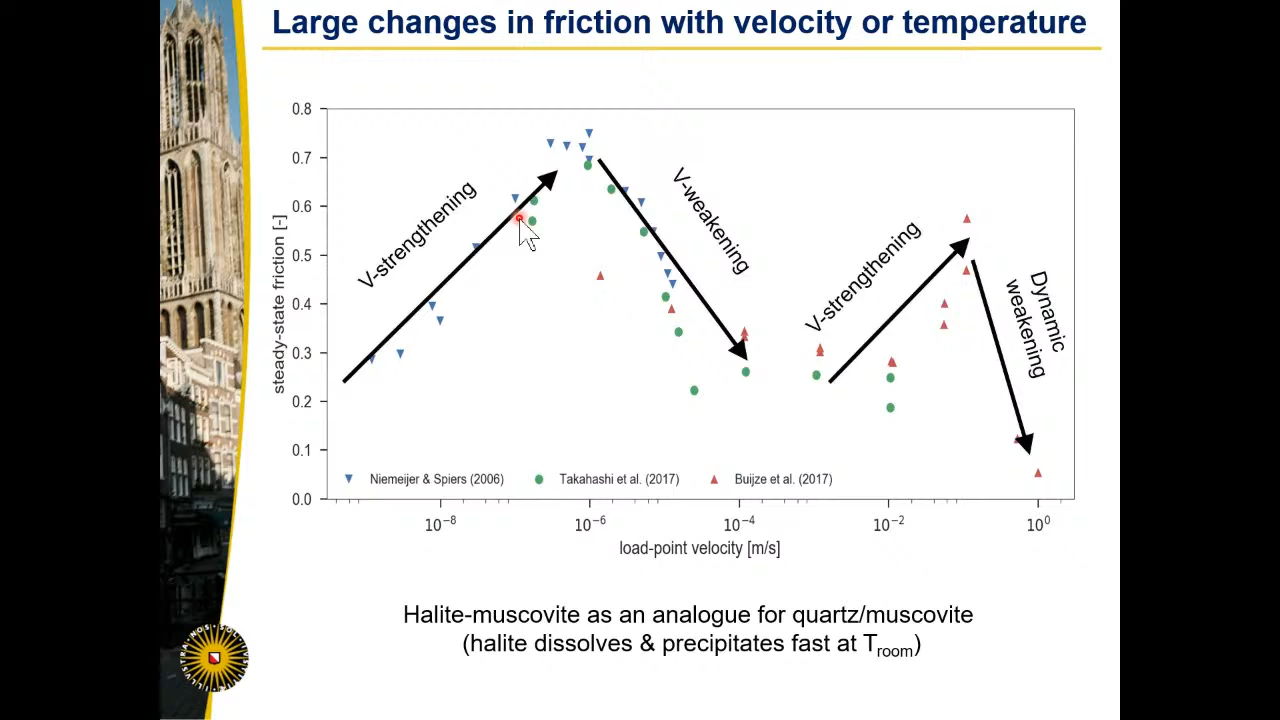 Large changes in friction with velocity or temperature
0.8
0.7
0.6
0.5
0.4
0.3
0.2
0.1
0.0
steady-state friction [-]
V-strengthening
V-weakening
V-strengthening
Dynamic
weakening
Niemeijer & Spiers (2006)
Takahashi et al. (2017)
Buijze et al. (2017)
10⁻⁸
10⁻⁶
10⁻⁴
10⁻²
10⁰
load-point velocity [m/s]
Halite-muscovite as an analogue for quartz/muscovite
(halite dissolves & precipitates fast at Troom)